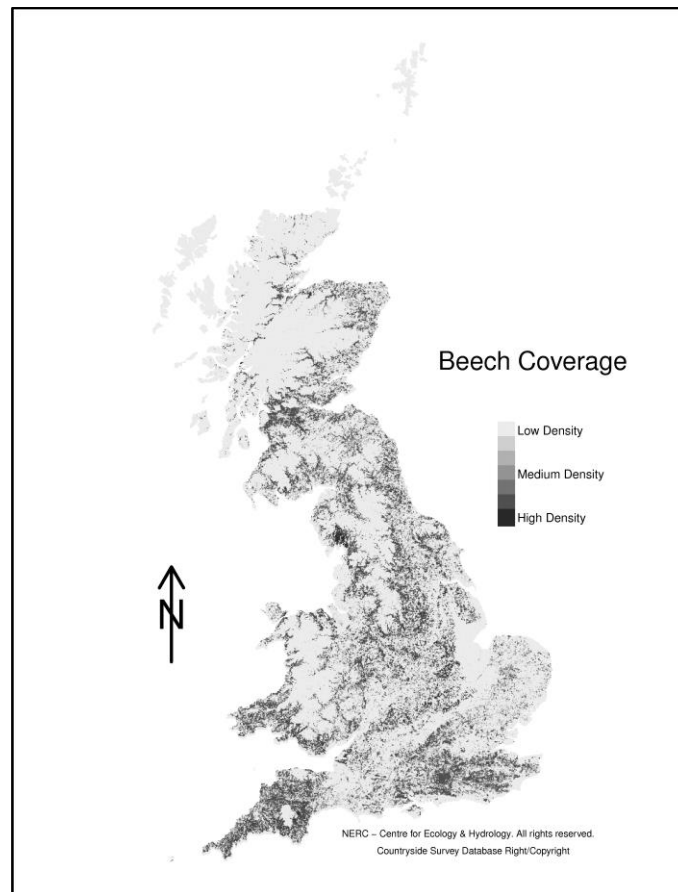 Beech Coverage
Low Density
Medium Density
High Density
N
NERC – Centre for Ecology & Hydrology. All rights reserved.
Countryside Survey Database Right/Copyright